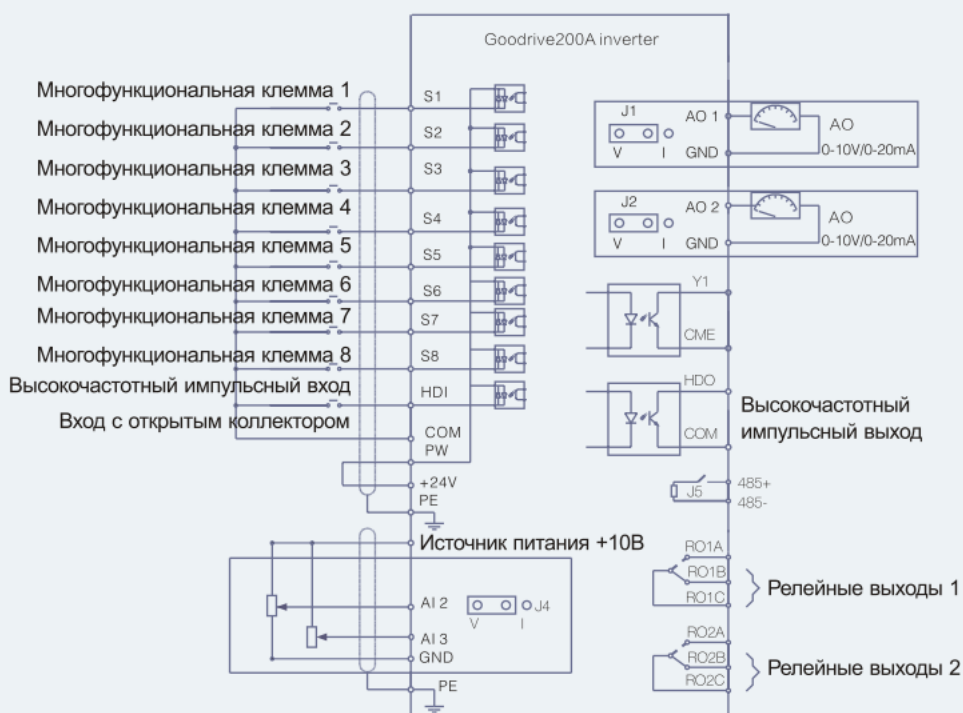 Goodrive200A inverter
Многофункциональная клемма 1
S1
Многофункциональная клемма 2
S2
Многофункциональная клемма 3
S3
Многофункциональная клемма 4
S4
Многофункциональная клемма 5
S5
Многофункциональная клемма 6
S6
Многофункциональная клемма 7
S7
Многофункциональная клемма 8
S8
Высокочастотный импульсный вход
HDI
Вход с открытым коллектором
COM
PW
+24V
PE
Источник питания +10В
AI 2
J4
V I
AI 3
GND
PE
J1
V I
AO 1
GND
AO
0-10V/0-20mA
J2
V I
AO 2
GND
AO
0-10V/0-20mA
Y1
CME
HDO
COM
Высокочастотный
импульсный выход
J5
485+
485-
RO1A
RO1B
RO1C
Релейные выходы 1
RO2A
RO2B
RO2C
Релейные выходы 2